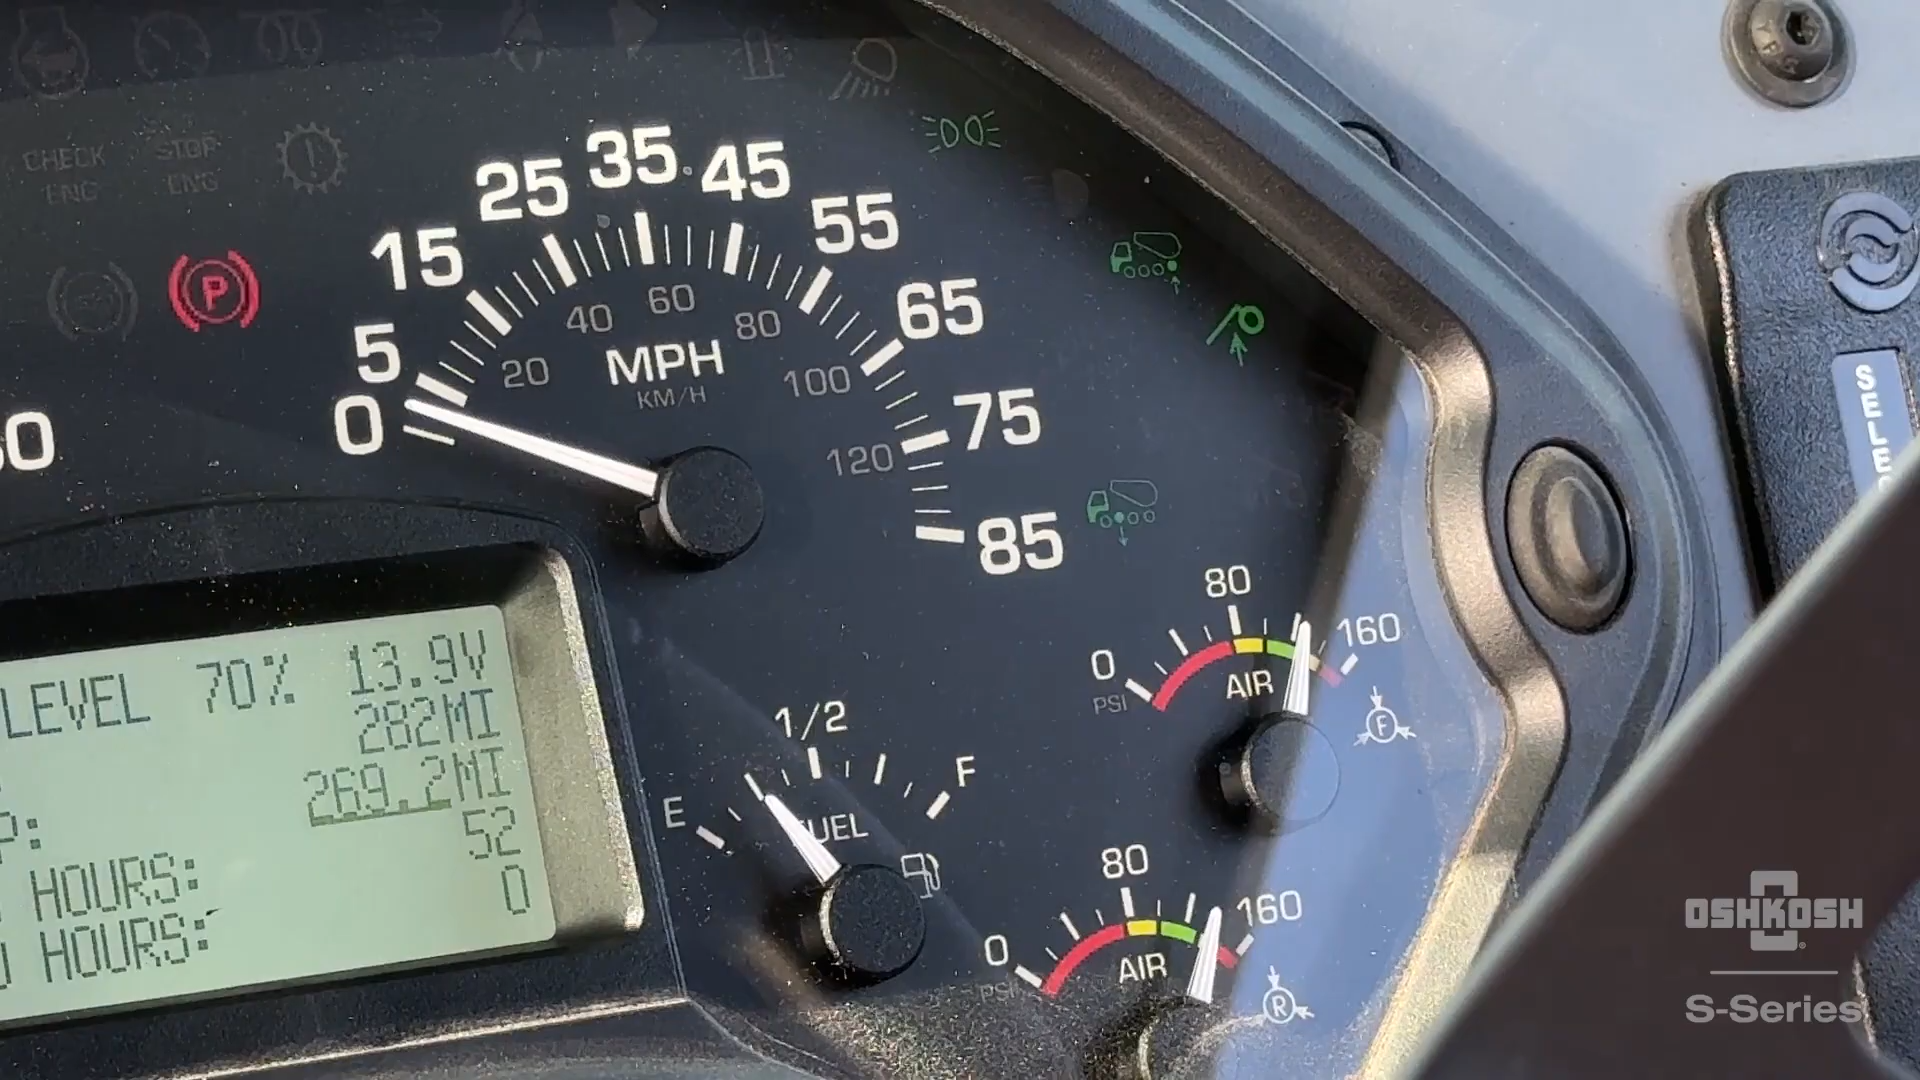 CHECK
ENG
STOP
ENG
P
0
5
15
25
35
45
55
65
75
85
20
40
60
80
100
120
MPH
KM/H
LEVEL 70% 13.9V
282MI
269.2MI
52
HOURS: 0
HOURS:
E
1/2
F
FUEL
0
80
160
PSI
AIR
F
0
80
160
PSI
AIR
R
OSHKOSH
S-Series